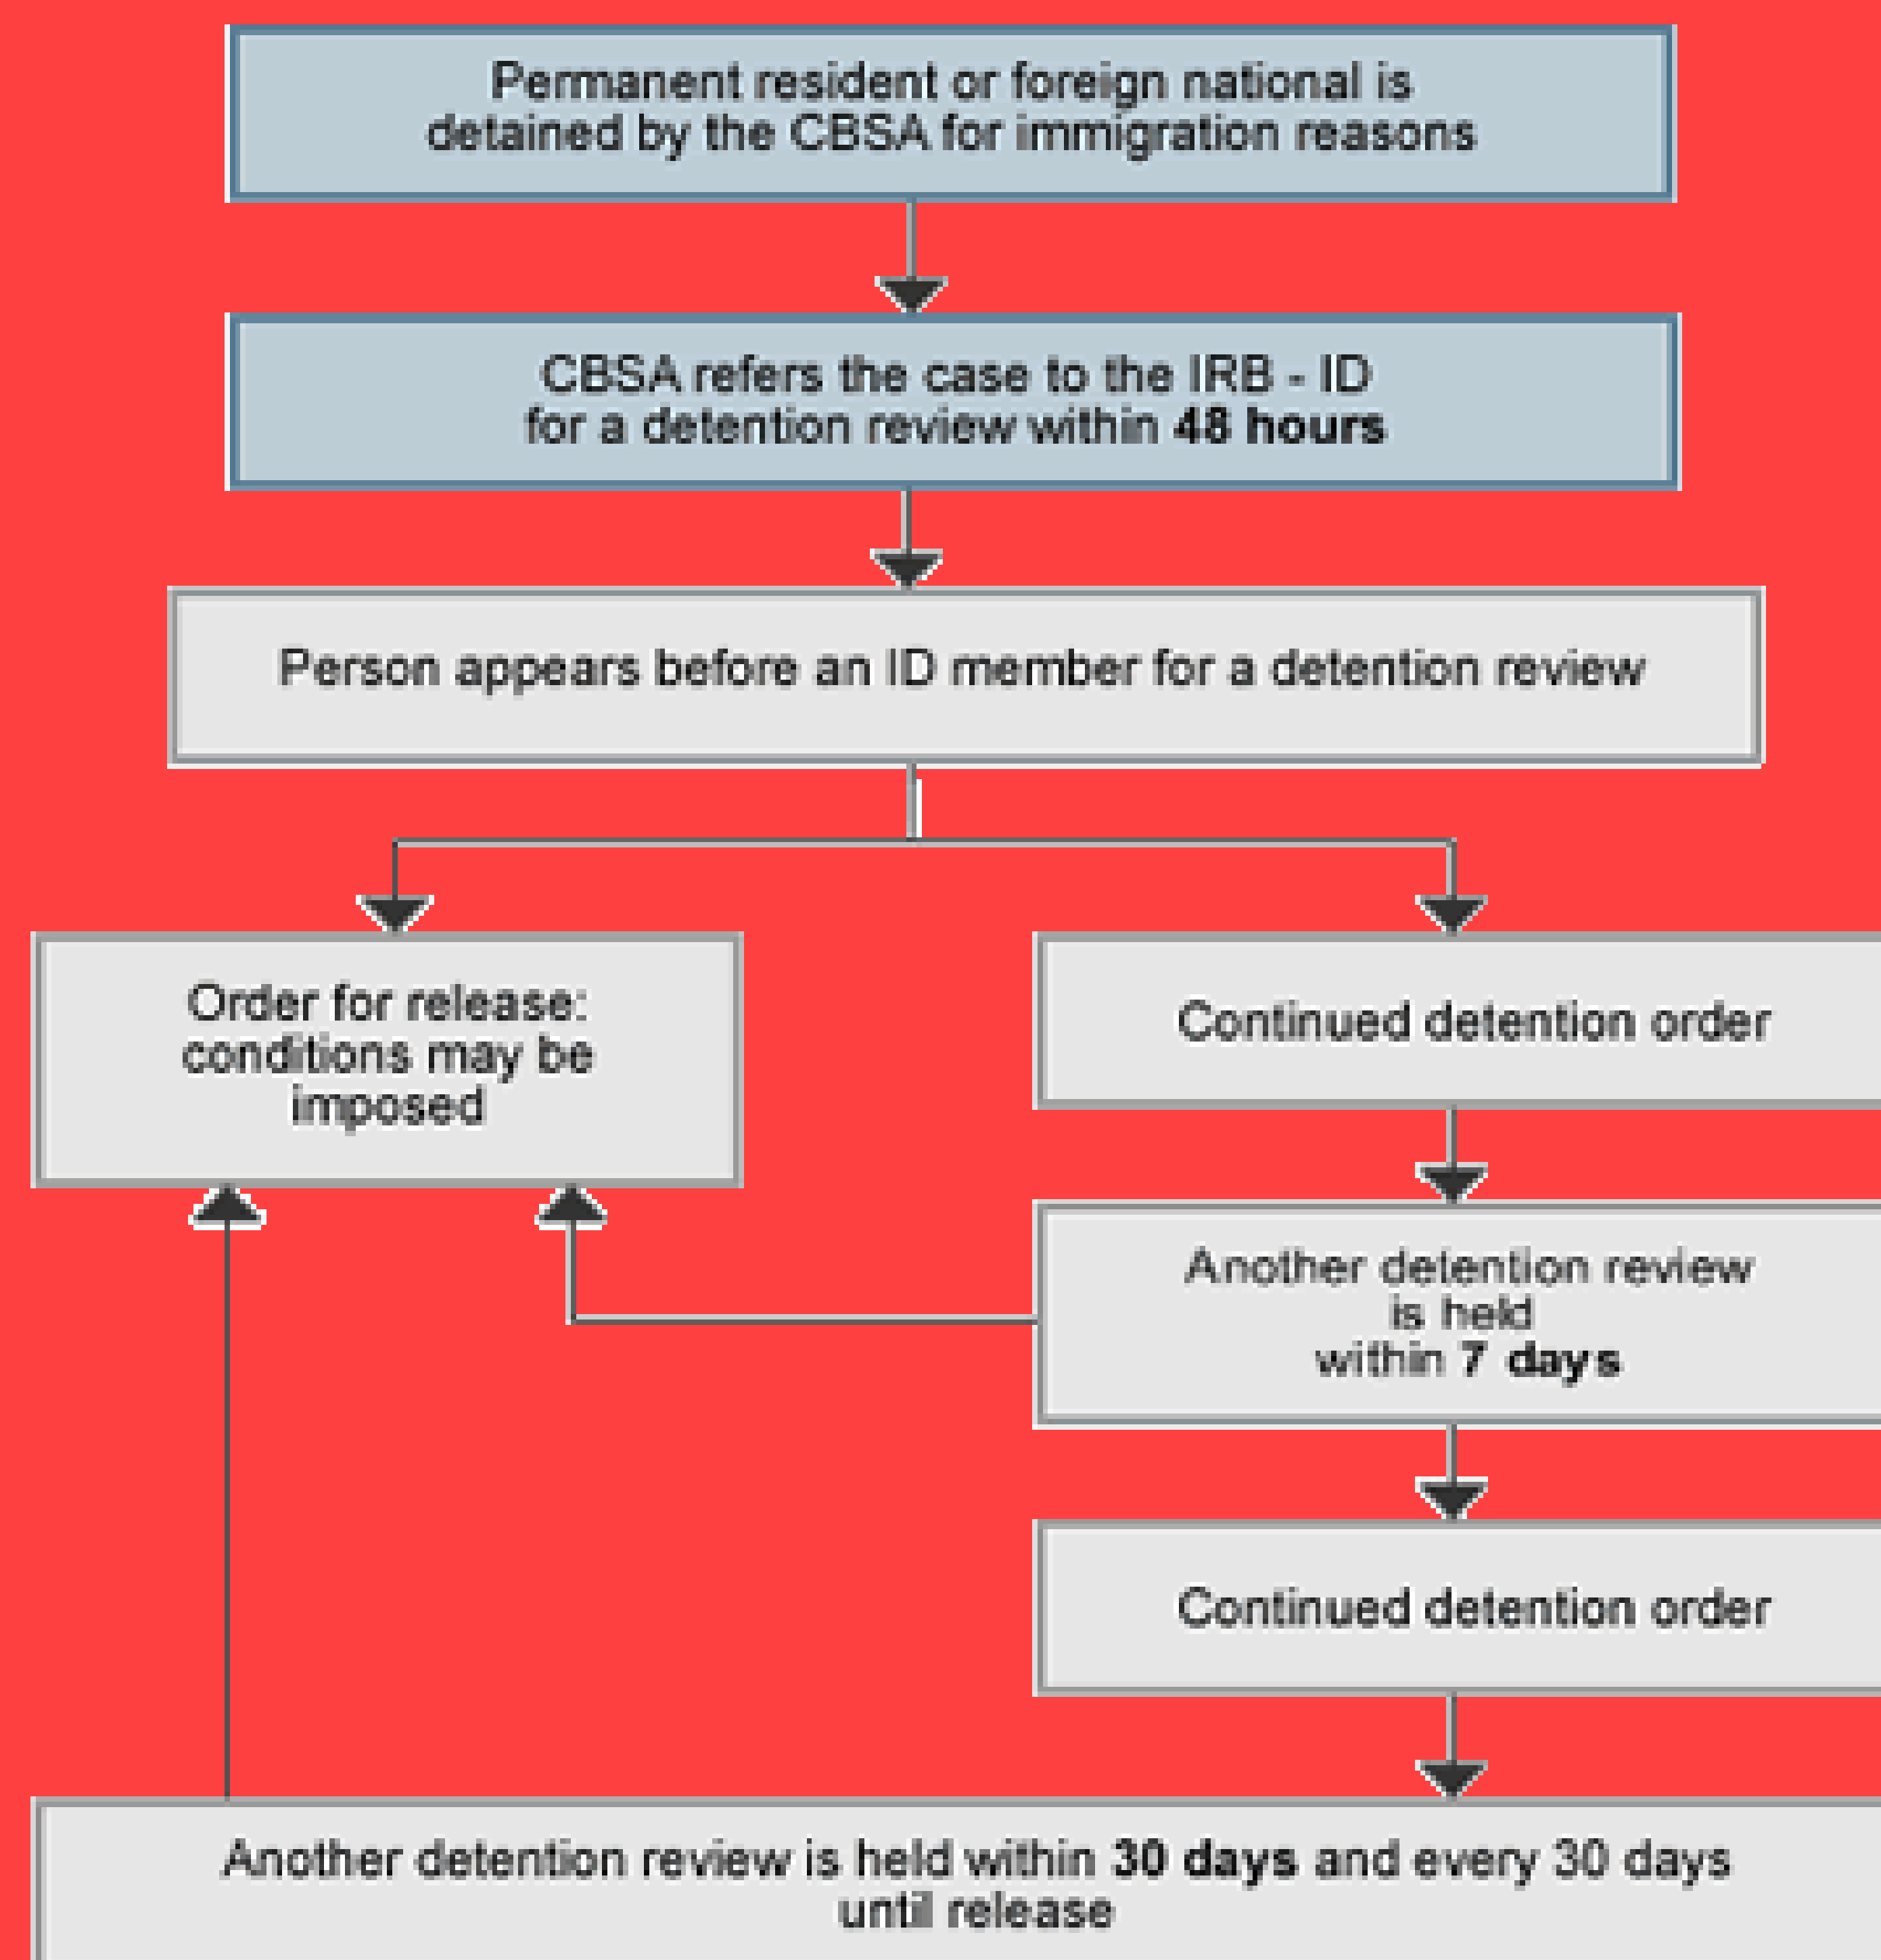 Permanent resident or foreign national is
detained by the CBSA for immigration reasons
CBSA refers the case to the IRB - ID
for a detention review within 48 hours
Person appears before an ID member for a detention review
Order for release:
conditions may be
imposed
Continued detention order
Another detention review
is held
within 7 days
Continued detention order
Another detention review is held within 30 days and every 30 days
until release